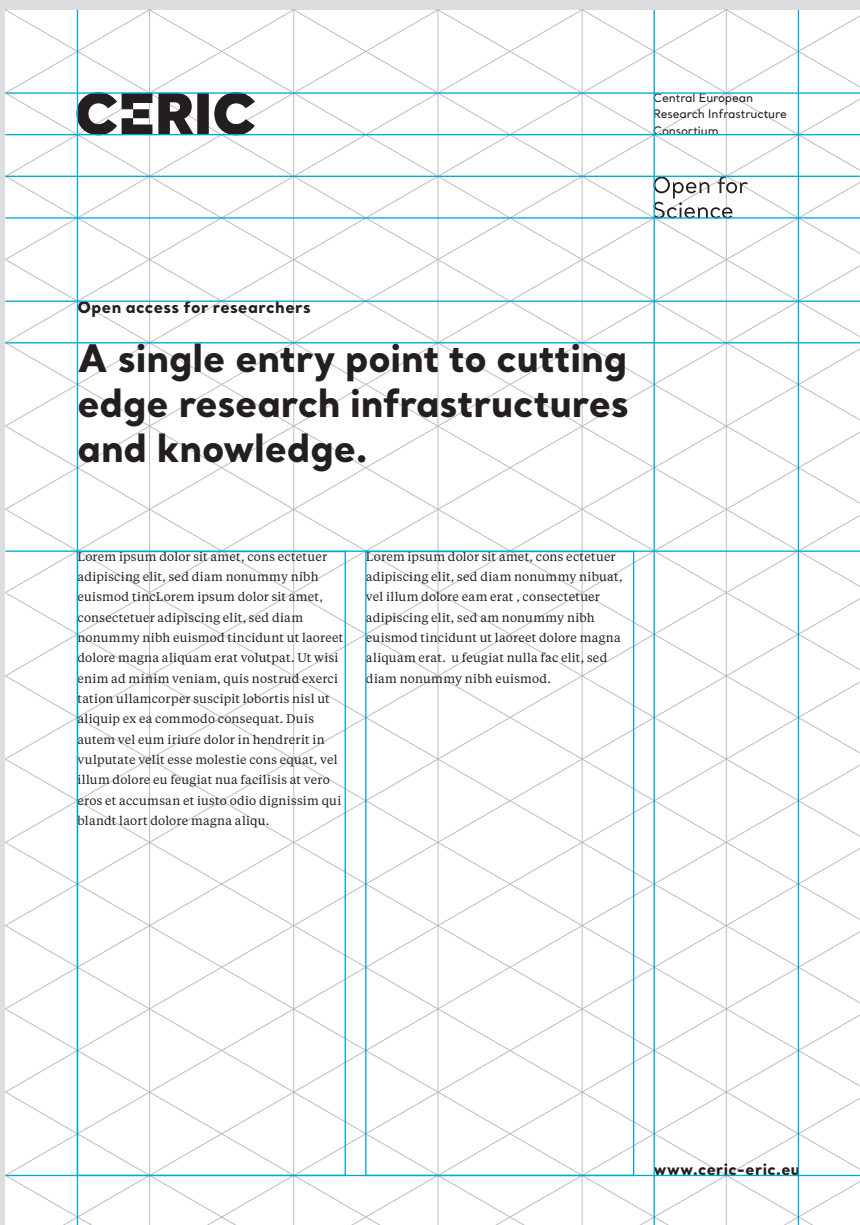 CERIC
Central European
Research Infrastructure
Consortium
Open for
Science
Open access for researchers
A single entry point to cutting
edge research infrastructures
and knowledge.
Lorem ipsum dolor sit amet, cons ectetuer
adipiscing elit, sed diam nonummy nibh
euismod tincLorem ipsum dolor sit amet,
consectetuer adipiscing elit, sed diam
nonummy nibh euismod tincidunt ut laoreet
dolore magna aliquam erat volutpat. Ut wisi
enim ad minim veniam, quis nostrud exerci
tation ullamcorper suscipit lobortis nisl ut
aliquip ex ea commodo consequat. Duis
autem vel eum iriure dolor in hendrerit in
vulputate velit esse molestie cons equat, vel
illum dolore eu feugiat nua facilisis at vero
eros et accumsan et iusto odio dignissim qui
blandt laort dolore magna aliqu.
Lorem ipsum dolor sit amet, cons ectetuer
adipiscing elit, sed diam nonummy nibuat,
vel illum dolore eam erat , consectetuer
adipiscing elit, sed am nonummy nibh
euismod tincidunt ut laoreet dolore magna
aliquam erat.  u feugiat nulla fac elit, sed
diam nonummy nibh euismod.
www.ceric-eric.eu